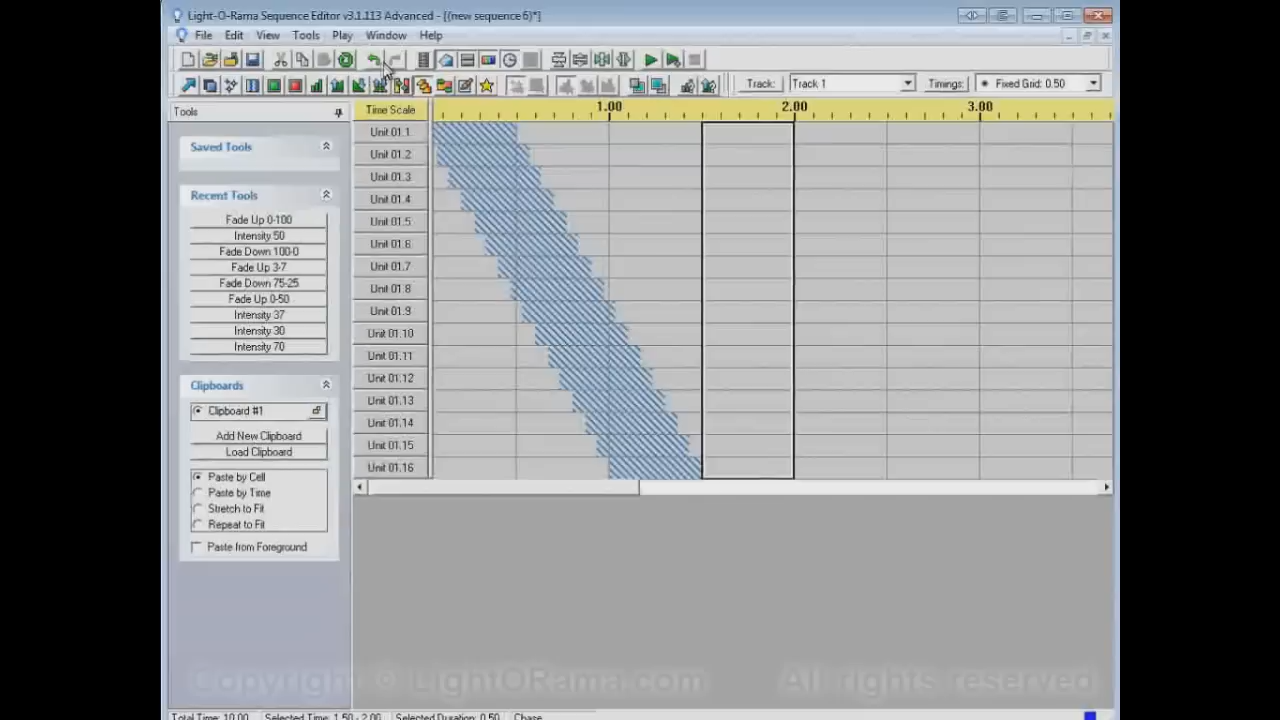 Light-O-Rama Sequence Editor v3.1.113 Advanced - [(new sequence 6)*]
File Edit View Tools Play Window Help
Track: Track 1 Timings: Fixed Grid: 0.50
Tools
Time Scale 1.00 2.00 3.00
Saved Tools
Recent Tools
Fade Up 0-100
Intensity 50
Fade Down 100-0
Fade Up 3-7
Fade Down 75-25
Fade Up 0-50
Intensity 37
Intensity 30
Intensity 70
Clipboards
Clipboard #1
Add New Clipboard
Load Clipboard
Paste by Cell
Paste by Time
Stretch to Fit
Repeat to Fit
Paste from Foreground
Unit 01.1
Unit 01.2
Unit 01.3
Unit 01.4
Unit 01.5
Unit 01.6
Unit 01.7
Unit 01.8
Unit 01.9
Unit 01.10
Unit 01.11
Unit 01.12
Unit 01.13
Unit 01.14
Unit 01.15
Unit 01.16
Copyright © LightORama.com All rights reserved
Total Time: 10.00 Selected Time: 1.50 - 2.00 Selected Duration: 0.50 Chase